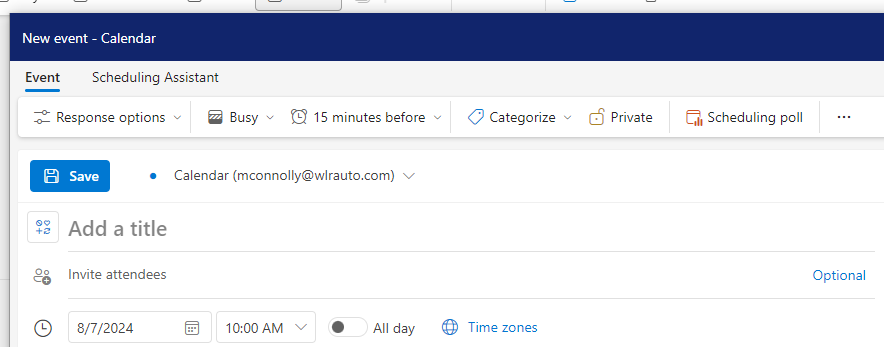 New event - Calendar
Event Scheduling Assistant
Response options Busy 15 minutes before Categorize Private Scheduling poll ...
Save Calendar (mconnolly@wlrauto.com)
Add a title
Invite attendees Optional
8/7/2024 10:00 AM All day Time zones